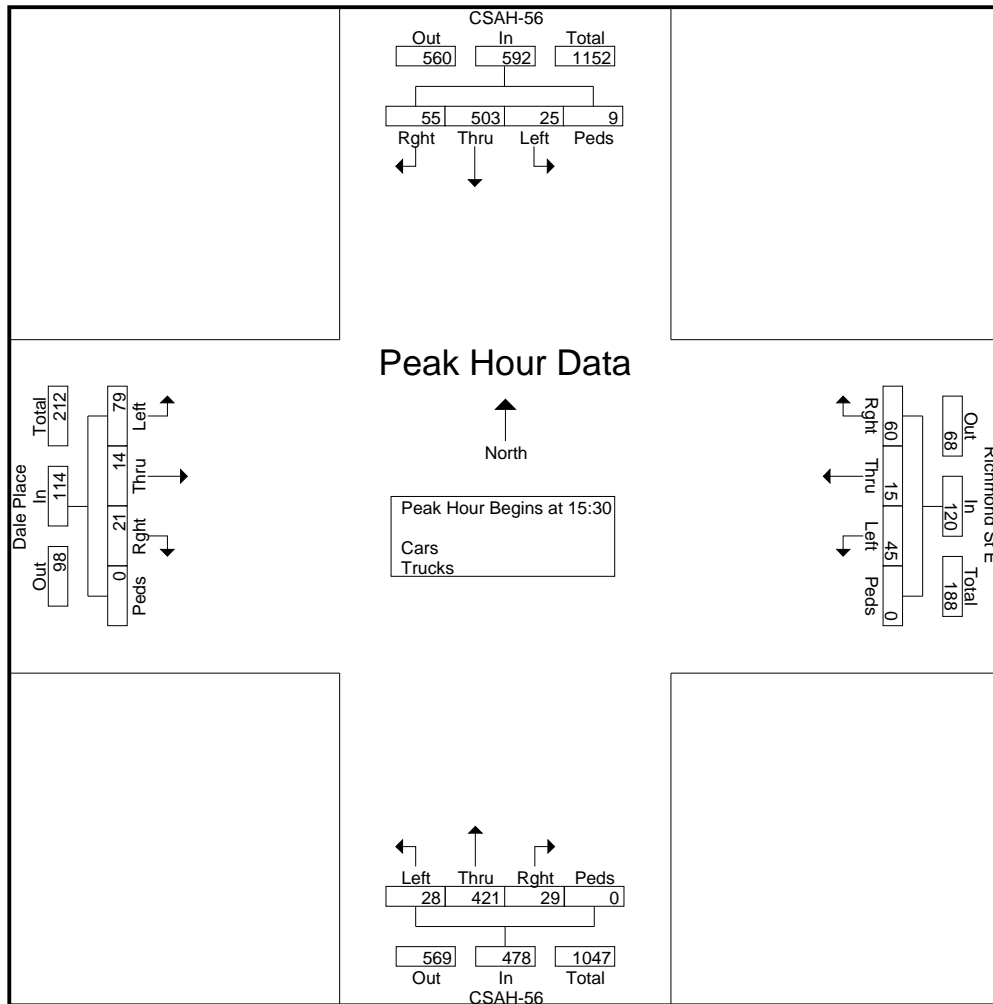 CSAH-56
Out In Total
560 592 1152
55 503 25 9
Rght Thru Left Peds
Peak Hour Data
North
Peak Hour Begins at 15:30
Cars
Trucks
Dale Place
Out In Total
98 114 212
0 21 14 79
Peds Rght Thru Left
Richmond St E
Out In Total
68 120 188
Rght Thru Left Peds
60 15 45 0
Left Thru Rght Peds
28 421 29 0
569 478 1047
Out In Total
CSAH-56